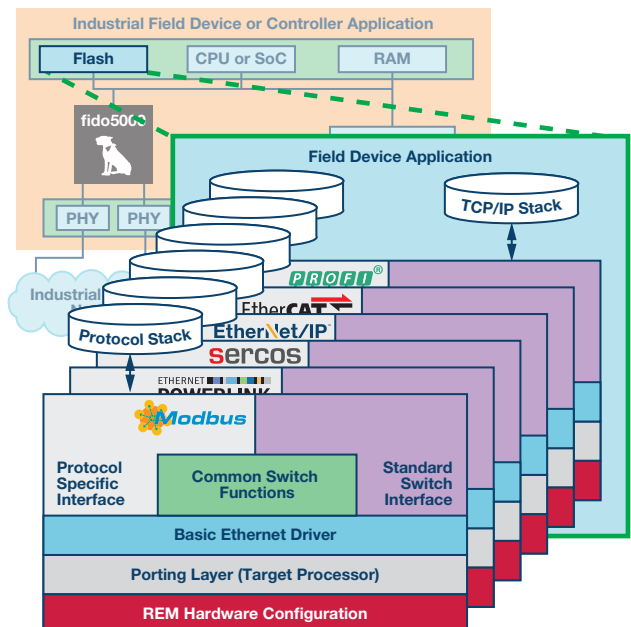 Industrial Field Device or Controller Application
Flash
CPU or SoC
RAM
fido5000
Field Device Application
PHY
PHY
TCP/IP Stack
Industrial
PROFI®
EtherCAT
Protocol Stack
EtherNet/IP™
sercos
ETHERNET
POWERLINK
Modbus
Protocol
Specific
Interface
Common Switch
Functions
Standard
Switch
Interface
Basic Ethernet Driver
Porting Layer (Target Processor)
REM Hardware Configuration